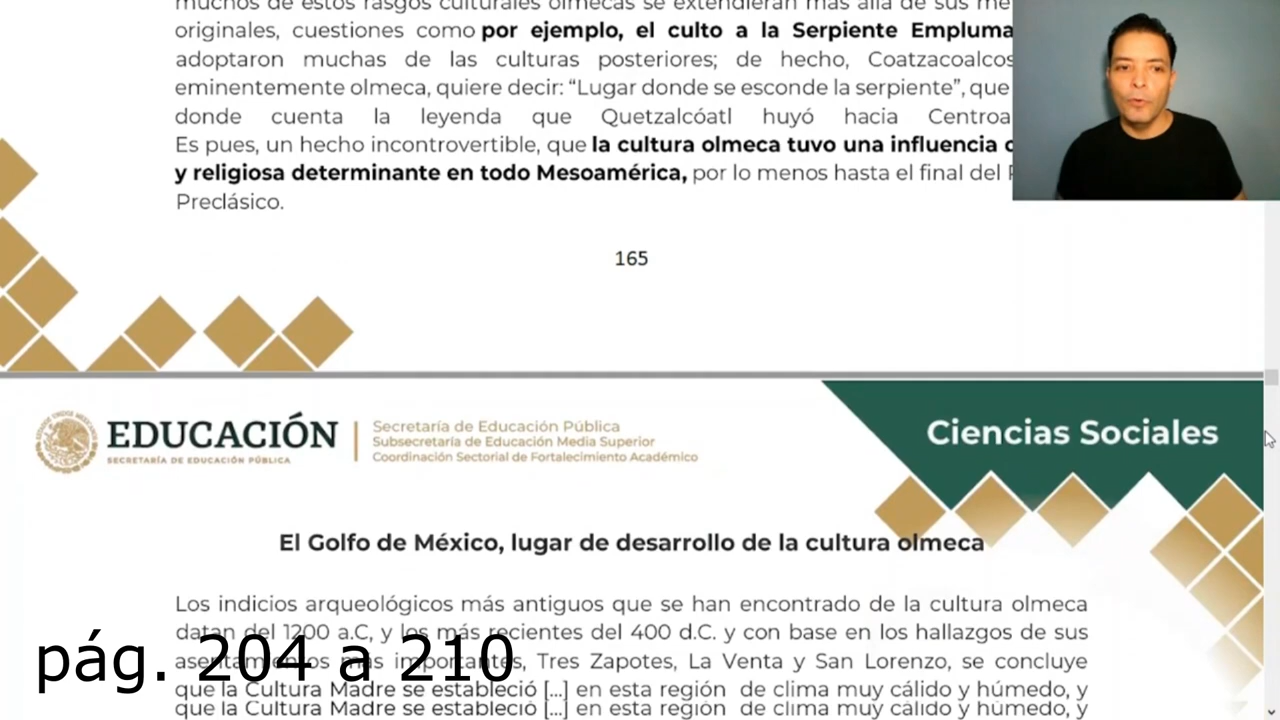 muchos de estos rasgos culturales olmecas se extendieran más allá de sus
originales, cuestiones como por ejemplo, el culto a la Serpiente
adoptaron muchas de las culturas posteriores; de hecho, Coatzacoalcos
eminentemente olmeca, quiere decir: “Lugar donde se esconde la serpiente”, que
donde cuenta la leyenda que Quetzalcóatl huyó hacia
Es pues, un hecho incontrovertible, que la cultura olmeca tuvo una influencia
y religiosa determinante en todo Mesoamérica, por lo menos hasta el final del
Preclásico.
165
EDUCACIÓN
SECRETARÍA DE EDUCACIÓN PÚBLICA
Secretaría de Educación Pública
Subsecretaría de Educación Media Superior
Coordinación Sectorial de Fortalecimiento Académico
Ciencias Sociales
El Golfo de México, lugar de desarrollo de la cultura olmeca
Los indicios arqueológicos más antiguos que se han encontrado de la cultura olmeca
datan del 1200 a.C, y los más recientes del 400 d.C. y con base en los hallazgos de sus
asentamientos más importantes, Tres Zapotes, La Venta y San Lorenzo, se concluye
que la Cultura Madre se estableció [...] en esta región de clima muy cálido y húmedo, y
que la Cultura Madre se estableció [...] en esta región de clima muy cálido y húmedo, y
pág. 204 a 210